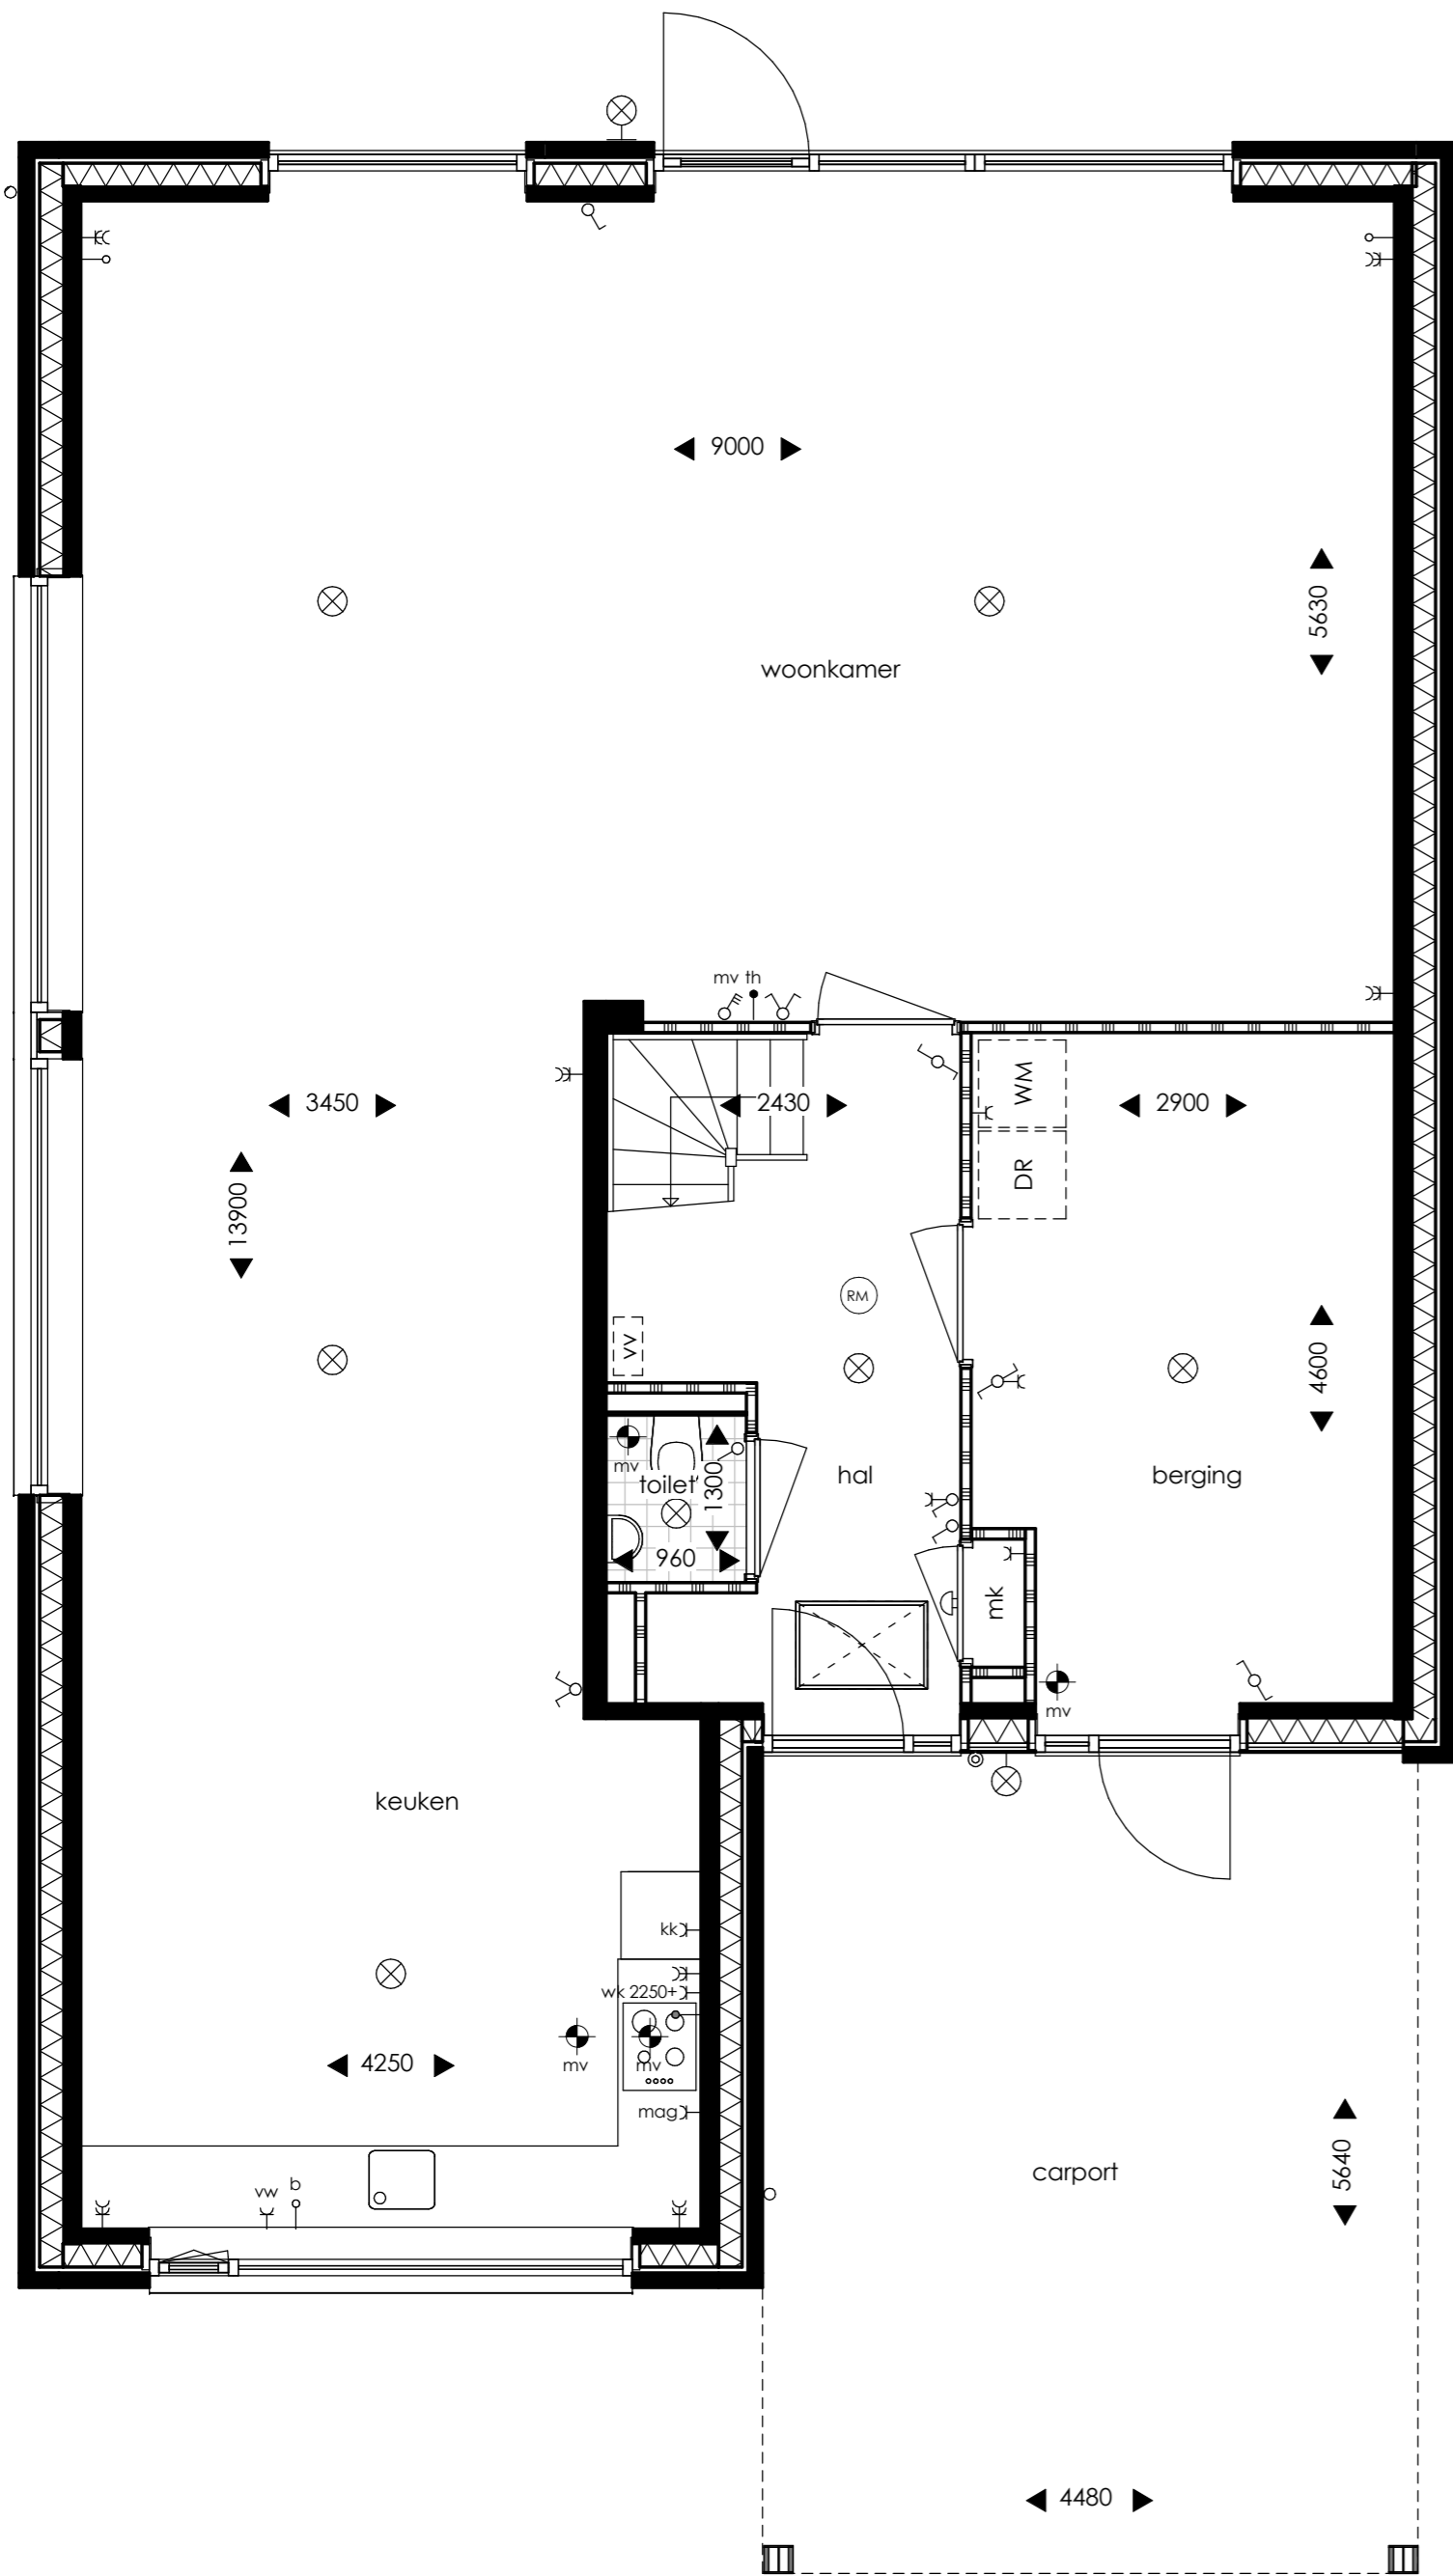 9000
5630
woonkamer
mv th
3450
2430
WM
2900
DR
13900
RM
vv
4600
mv
toilet
1300
hal
berging
960
mk
mv
keuken
kk
wk 2250+
mv
mv
4250
mag
carport
5640
vw
b
4480